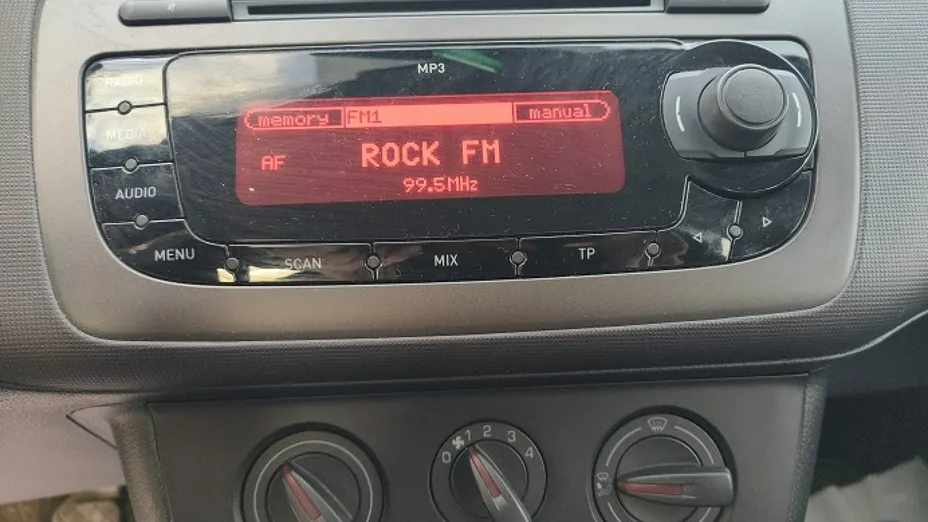 MP3
RADIO
memory FM1 manual
MEDIA
AF ROCK FM
99.5MHz
AUDIO
MENU SCAN MIX TP
0 1 2 3 4